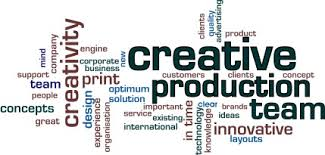 clients
quality
advertising
product
new
engine
corporate
business
company
mind
support
team
people
concepts
great
creativity
print
design
experience
organisation
optimum
solution
creative
customers
clients
concept
production
team
important
service
existing
international
in time
technology
knowledge
clear
brands
ideas
innovative
layouts